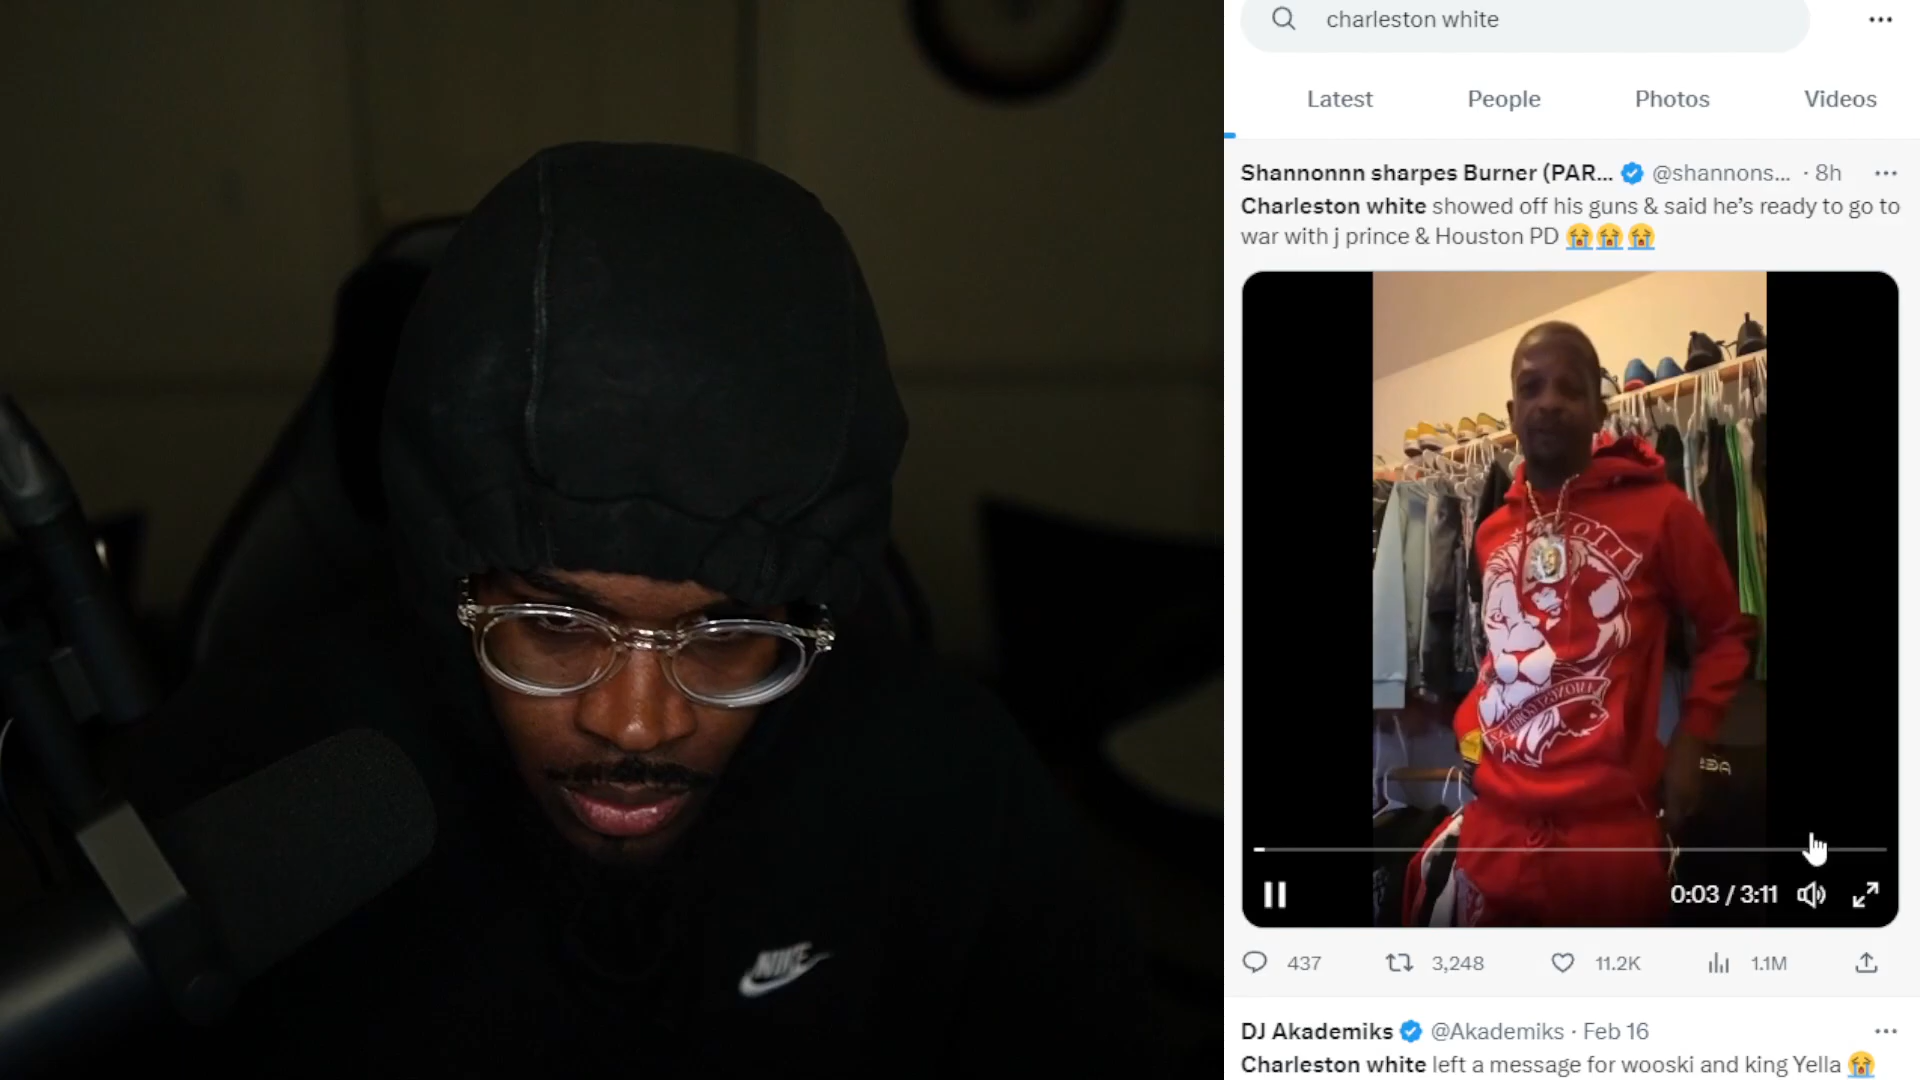 charleston white
Latest People Photos Videos
Shannonnn sharpes Burner (PAR... @shannons... · 8h
Charleston white showed off his guns & said he's ready to go to
war with j prince & Houston PD 😭😭😭
0:03 / 3:11
437 3,248 11.2K 1.1M
DJ Akademiks @Akademiks · Feb 16
Charleston white left a message for wooski and king Yella 😭
NIKE